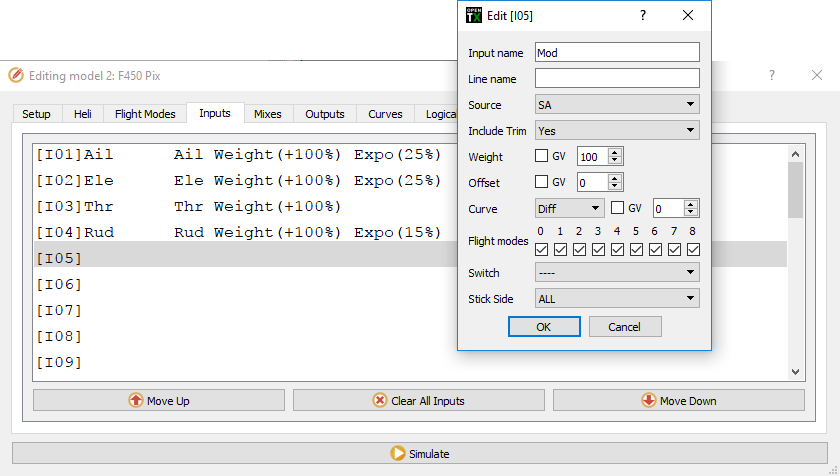 OPEN
TX
Edit [I05]
?
Input name Mod
Line name
Source SA
Include Trim Yes
Weight GV 100
Offset GV 0
Curve Diff GV 0
0 1 2 3 4 5 6 7 8
Flight modes
Switch ----
Stick Side ALL
OK Cancel
Editing model 2: F450 Pix
?
Setup Heli Flight Modes Inputs Mixes Outputs Curves Logical
[I01]Ail Ail Weight(+100%) Expo(25%)
[I02]Ele Ele Weight(+100%) Expo(25%)
[I03]Thr Thr Weight(+100%)
[I04]Rud Rud Weight(+100%) Expo(15%)
[I05]
[I06]
[I07]
[I08]
[I09]
Move Up Clear All Inputs Move Down
Simulate